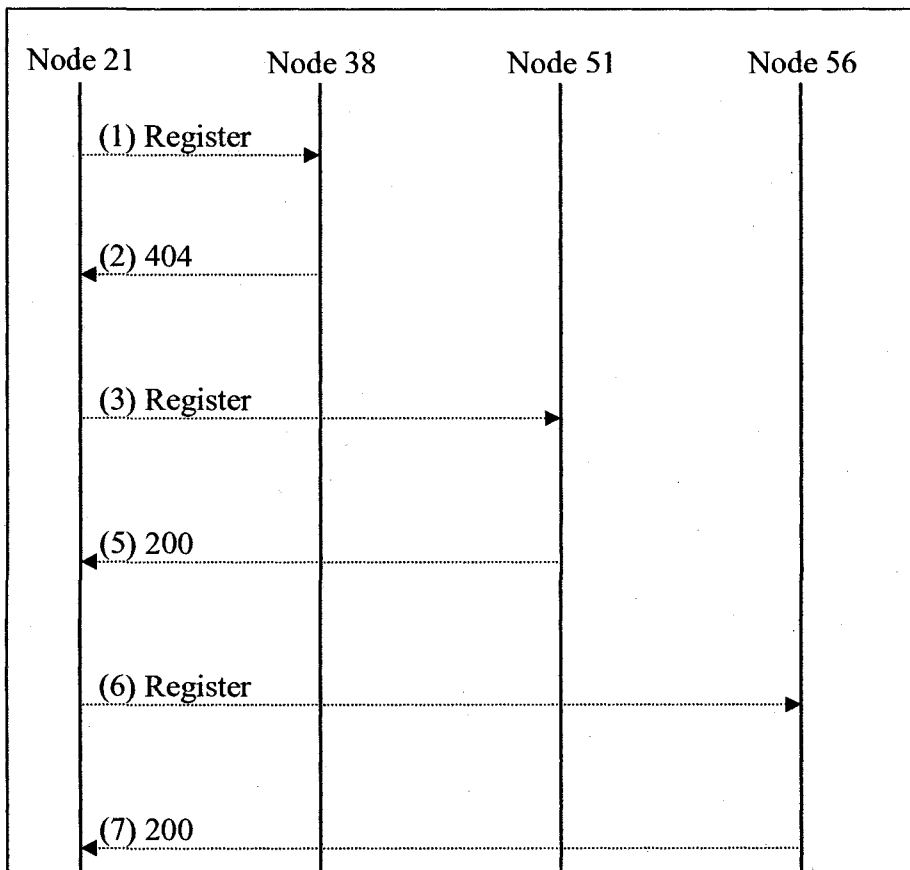 Node 21 Node 38 Node 51 Node 56
(1) Register
(2) 404
(3) Register
(5) 200
(6) Register
(7) 200